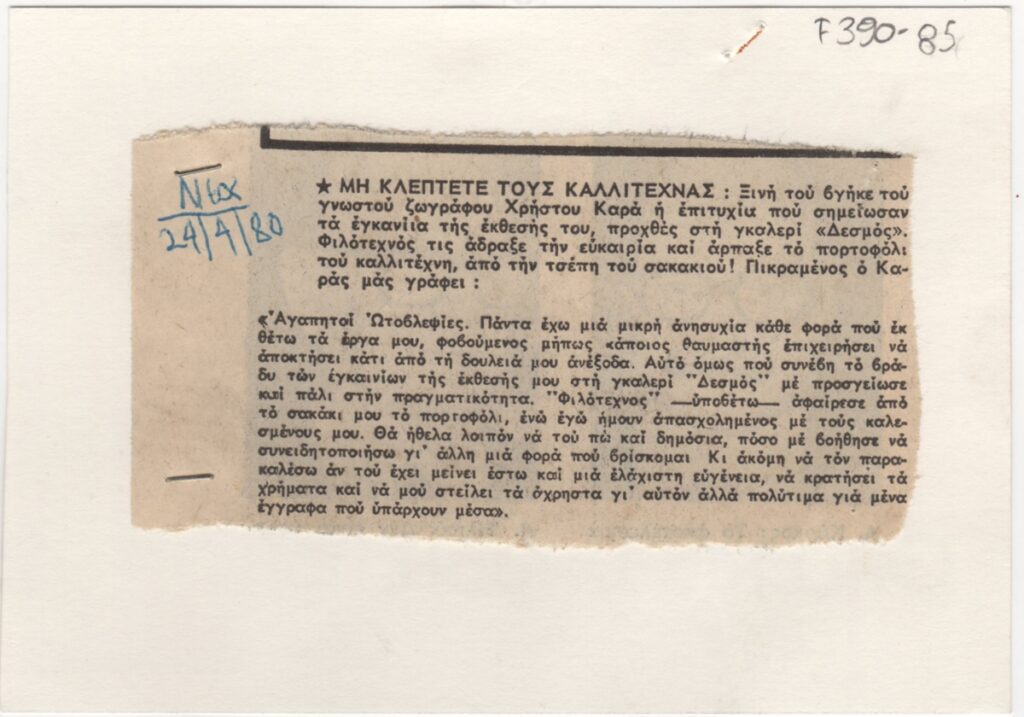 F390-85
Νέα
24/4/80
★ ΜΗ ΚΛΕΠΤΕΤΕ ΤΟΥΣ ΚΑΛΛΙΤΕΧΝΑΣ : Ξινή τού βγήκε τού
γνωστού ζωγράφου Χρήστου Καρά ή έπιτυχία πού σημείωσαν
τά έγκανίια τής έκθεσής του, προχθές στή γκαλερί «Δεσμός».
Φιλότεχνός τις άδραξε τήν εύκαιρία καί άρπαξε τό πορτοφόλι
τού καλλιτέχνη, άπό τήν τσέπη τού σακακιού! Πικραμένος ό Κα-
ράς μάς γράφει :
«'Αγαπητοί 'Ωτοβλεψίες. Πάντα έχω μιά μικρή άνησυχία κάθε φορά πού έκ
θέτω τά έργα μου, φοβούμενος μήπως κάποιος θαυμαστής έπιχειρήσει νά
άποκτήσει κάτι άπό τή δουλειά μου άνέξοδα. Αύτό όμως πού συνέβη τό βρά-
δυ τών έγκαινίων τής έκθεσής μου στή γκαλερί "Δεσμός" μέ προσγείωσε
καί πάλι στήν πραγματικότητα. "Φιλότεχνος" —ύποθέτω— άφαίρεσε άπό
τό σακάκι μου τό πορτοφόλι, ένώ έγώ ήμουν άπασχολημένος μέ τούς καλε-
σμένους μου. Θά ήθελα λοιπόν νά τού πώ καί δημόσια, πόσο μέ βοήθησε νά
συνειδητοποιήσω γι' άλλη μιά φορά πού βρίσκομαι Κι άκόμη νά τόν παρα-
καλέσω άν τού έχει μείνει έστω καί μιά έλάχιστη εύγένεια, νά κρατήσει τά
χρήματα καί νά μού στείλει τά άχρηστα γι' αύτόν άλλά πολύτιμα γιά μένα
έγγραφα πού ύπάρχουν μέσα».